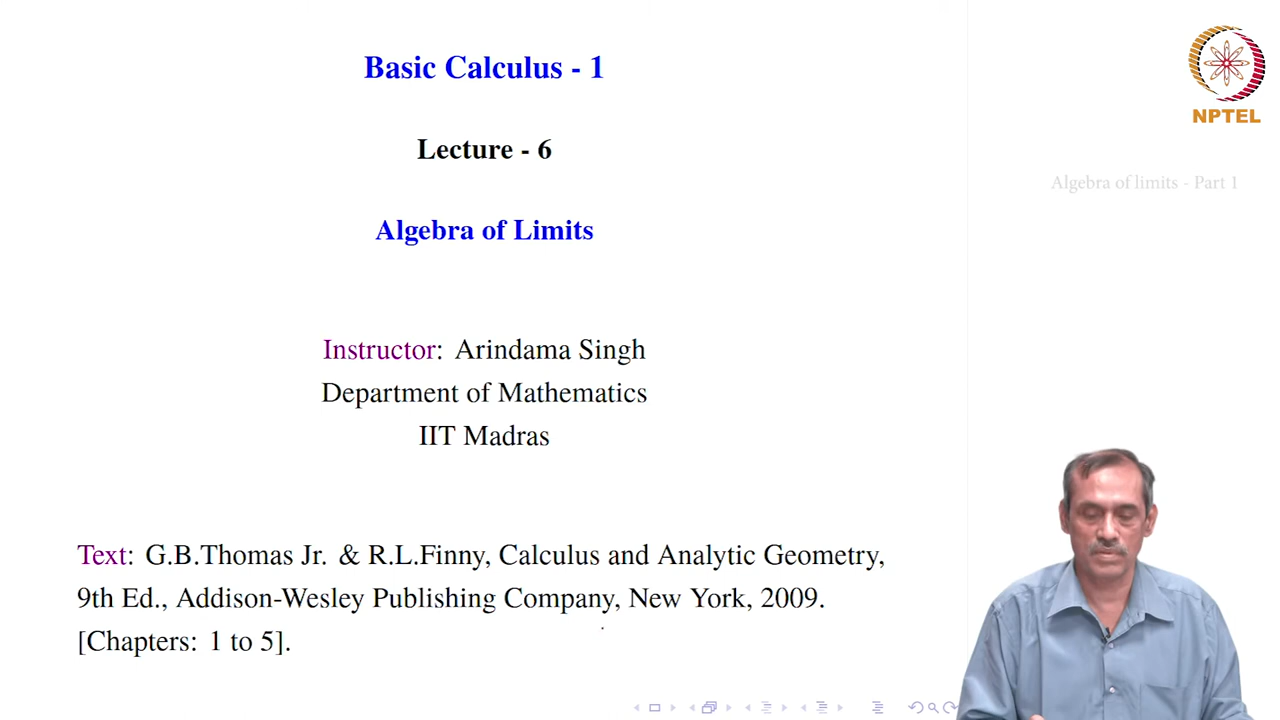 Basic Calculus - 1
NPTEL
Lecture - 6
Algebra of limits - Part 1
Algebra of Limits
Instructor: Arindama Singh
Department of Mathematics
IIT Madras
Text: G.B.Thomas Jr. & R.L.Finny, Calculus and Analytic Geometry,
9th Ed., Addison-Wesley Publishing Company, New York, 2009.
[Chapters: 1 to 5].